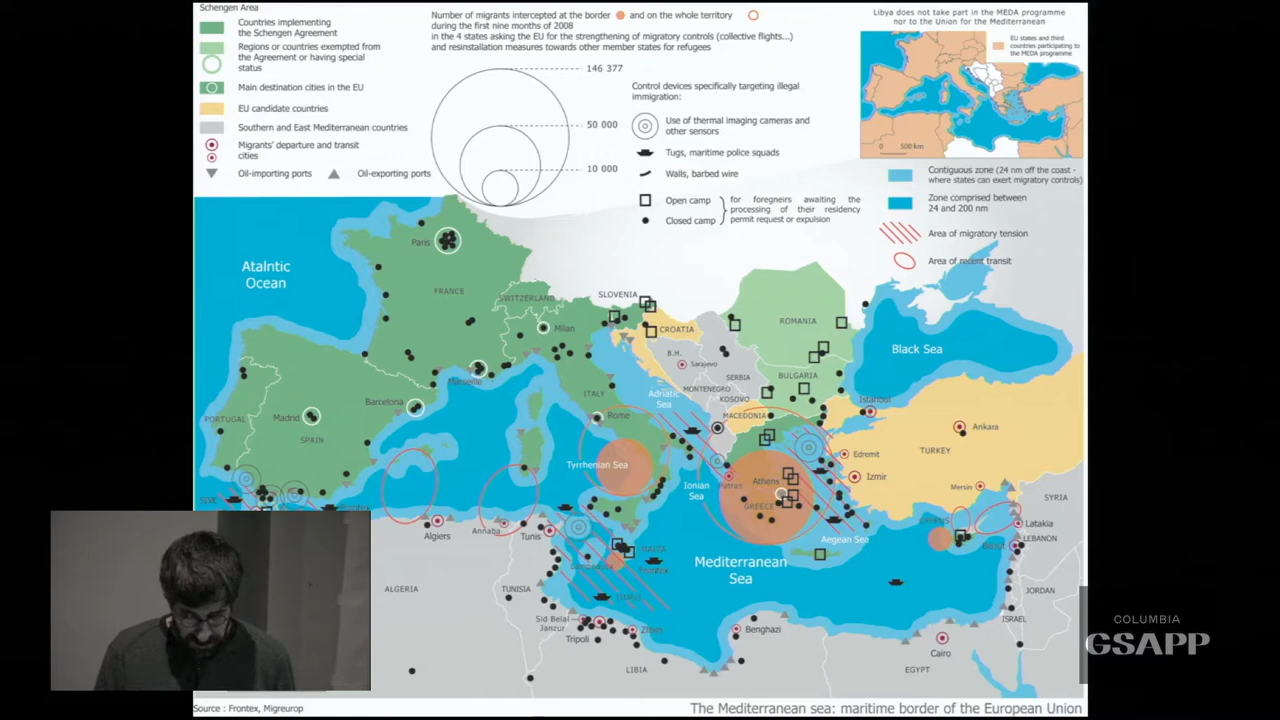 Schengen Area
Countries implementing
the Schengen Agreement
Regions or countries exempted from
the Agreement or having special
status
Main destination cities in the EU
EU candidate countries
Southern and East Mediterranean countries
Migrants' departure and transit
cities
Oil-importing ports
Oil-exporting ports
Number of migrants intercepted at the border and on the whole territory
during the first nine months of 2008
in the 4 states asking the EU for the strengthening of migratory controls (collective flights...)
and resinstallation measures towards other member states for refugees
146 377
50 000
10 000
Control devices specifically targeting illegal
immigration:
Use of thermal imaging cameras and
other sensors
Tugs, maritime police squads
Walls, barbed wire
Open camp
Closed camp
for foregneirs awaiting the
processing of their residency
permit request or expulsion
Libya does not take part in the MEDA programme
nor to the Union for the Mediterranean
EU states and third
countries participating to
the MEDA programme
0 500 km
Contiguous zone (24 nm off the coast -
where states can exert migratory controls)
Zone comprised between
24 and 200 nm
Area of migratory tension
Area of recent transit
Atalntic
Ocean
Paris
FRANCE
SWITZERLAND
SLOVENIA
Milan
CROATIA
B.H.
Sarajevo
SERBIA
MONTENEGRO
KOSOVO
MACEDONIA
ROMANIA
BULGARIA
Black Sea
Marseille
Barcelona
Madrid
PORTUGAL
SPAIN
ITALY
Rome
Adriatic
Sea
Istanbul
Ankara
TURKEY
Edremit
Izmir
Mersin
SYRIA
Tyrrhenian Sea
Ionian
Sea
Patras
Athens
GREECE
Aegean Sea
CYPRUS
Latakia
Beirut
LEBANON
SIVE
Frontex
Algiers
Annaba
Tunis
MALTA
Frontex
Lampedusa
Mediterranean
Sea
ALGERIA
TUNISIA
JORDAN
ISRAEL
Sid Belal
Janzur
Tripoli
Zliten
Benghazi
LIBIA
Cairo
EGYPT
Source : Frontex, Migreurop
The Mediterranean sea: maritime border of the European Union
COLUMBIA
GSAPP